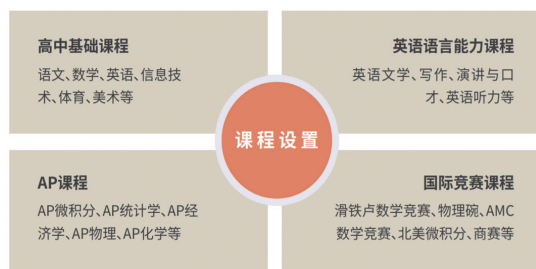 高中基础课程
语文、数学、英语、信息技
术、体育、美术等
英语语言能力课程
英语文学、写作、演讲与口
才、英语听力等
课程设置
AP课程
AP微积分、AP统计学、AP经
济学、AP物理、AP化学等
国际竞赛课程
滑铁卢数学竞赛、物理碗、AMC
数学竞赛、北美微积分、商赛等